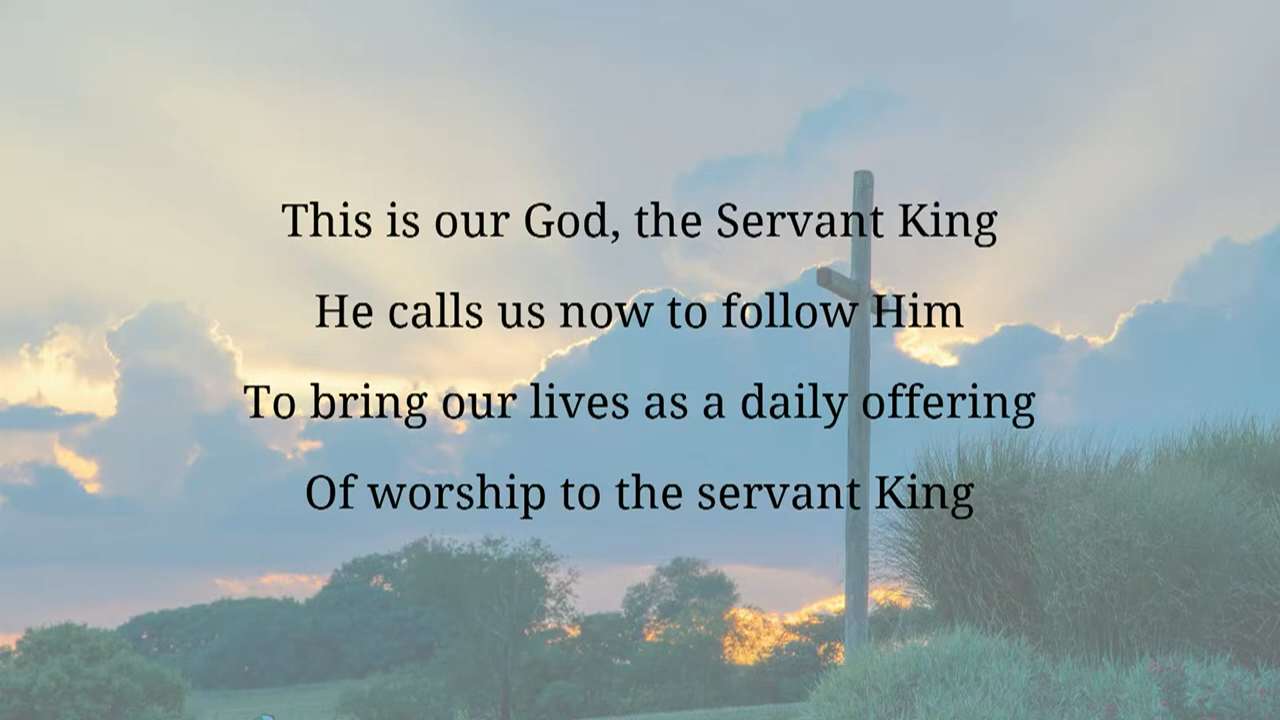 This is our God, the Servant King
He calls us now to follow Him
To bring our lives as a daily offering
Of worship to the servant King